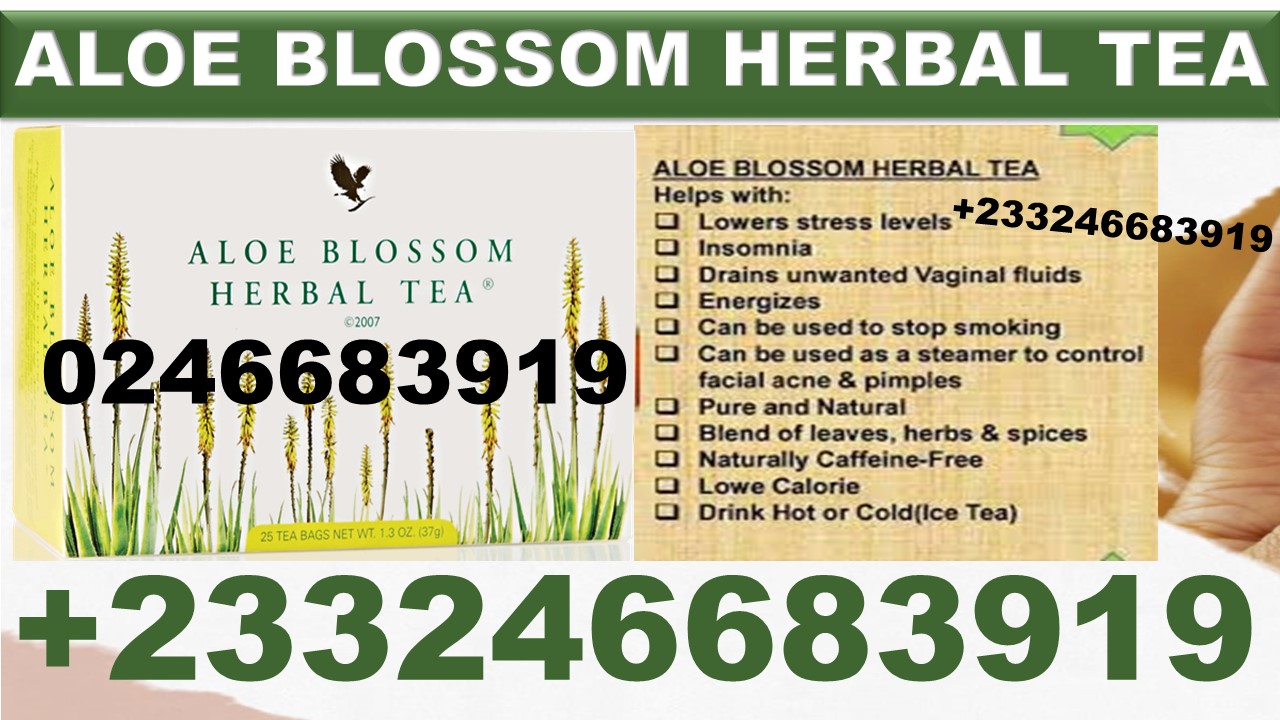 ALOE BLOSSOM HERBAL TEA
ALOE BLOSSOM
HERBAL TEA®
©2007
0246683919
25 TEA BAGS NET WT. 1.3 OZ. (37g)
ALOE BLOSSOM HERBAL TEA
Helps with:
❑ Lowers stress levels
+233246683919
❑ Insomnia
❑ Drains unwanted Vaginal fluids
❑ Energizes
❑ Can be used to stop smoking
❑ Can be used as a steamer to control
facial acne & pimples
❑ Pure and Natural
❑ Blend of leaves, herbs & spices
❑ Naturally Caffeine-Free
❑ Lowe Calorie
❑ Drink Hot or Cold(Ice Tea)
+233246683919